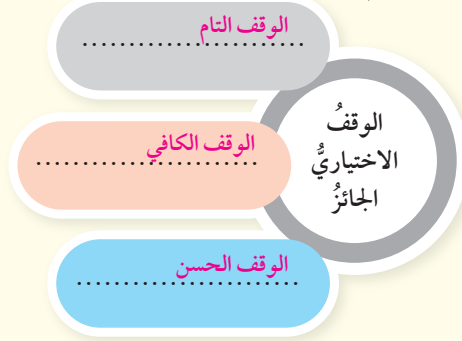 الوقفُ
الاختياريُّ
الجائزُ
الوقف التام
........................
الوقف الكافي
........................
الوقف الحسن
........................